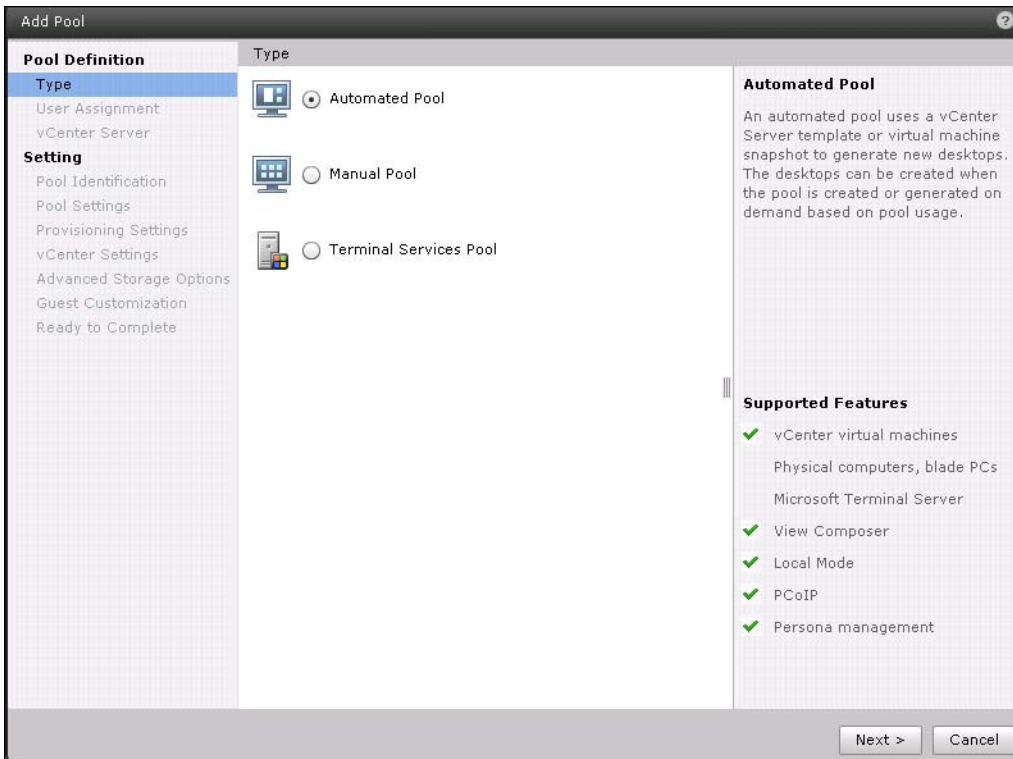 Add Pool
?
Pool Definition
Type
User Assignment
vCenter Server
Setting
Pool Identification
Pool Settings
Provisioning Settings
vCenter Settings
Advanced Storage Options
Guest Customization
Ready to Complete
Type
Automated Pool
Manual Pool
Terminal Services Pool
Automated Pool
An automated pool uses a vCenter
Server template or virtual machine
snapshot to generate new desktops.
The desktops can be created when
the pool is created or generated on
demand based on pool usage.
Supported Features
vCenter virtual machines
Physical computers, blade PCs
Microsoft Terminal Server
View Composer
Local Mode
PCoIP
Persona management
Next >
Cancel